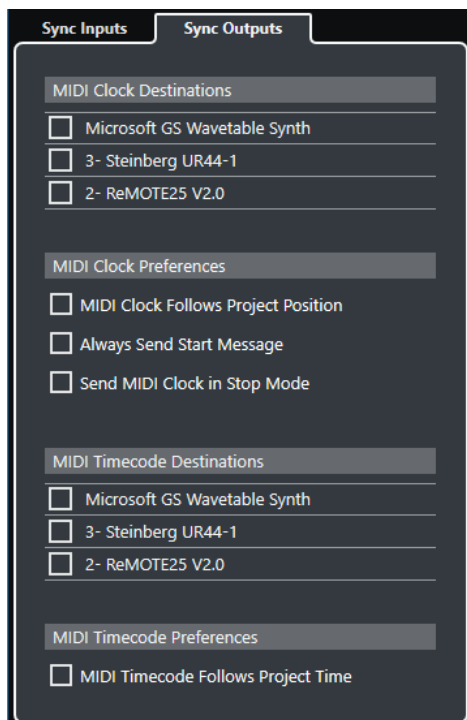 Sync Inputs
Sync Outputs
MIDI Clock Destinations
Microsoft GS Wavetable Synth
3- Steinberg UR44-1
2- ReMOTE25 V2.0
MIDI Clock Preferences
MIDI Clock Follows Project Position
Always Send Start Message
Send MIDI Clock in Stop Mode
MIDI Timecode Destinations
Microsoft GS Wavetable Synth
3- Steinberg UR44-1
2- ReMOTE25 V2.0
MIDI Timecode Preferences
MIDI Timecode Follows Project Time